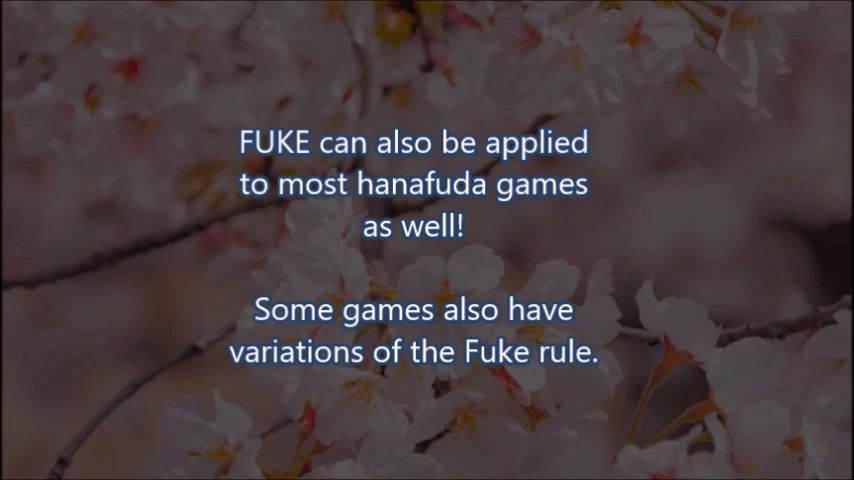 FUKE can also be applied
to most hanafuda games
as well!
Some games also have
variations of the Fuke rule.